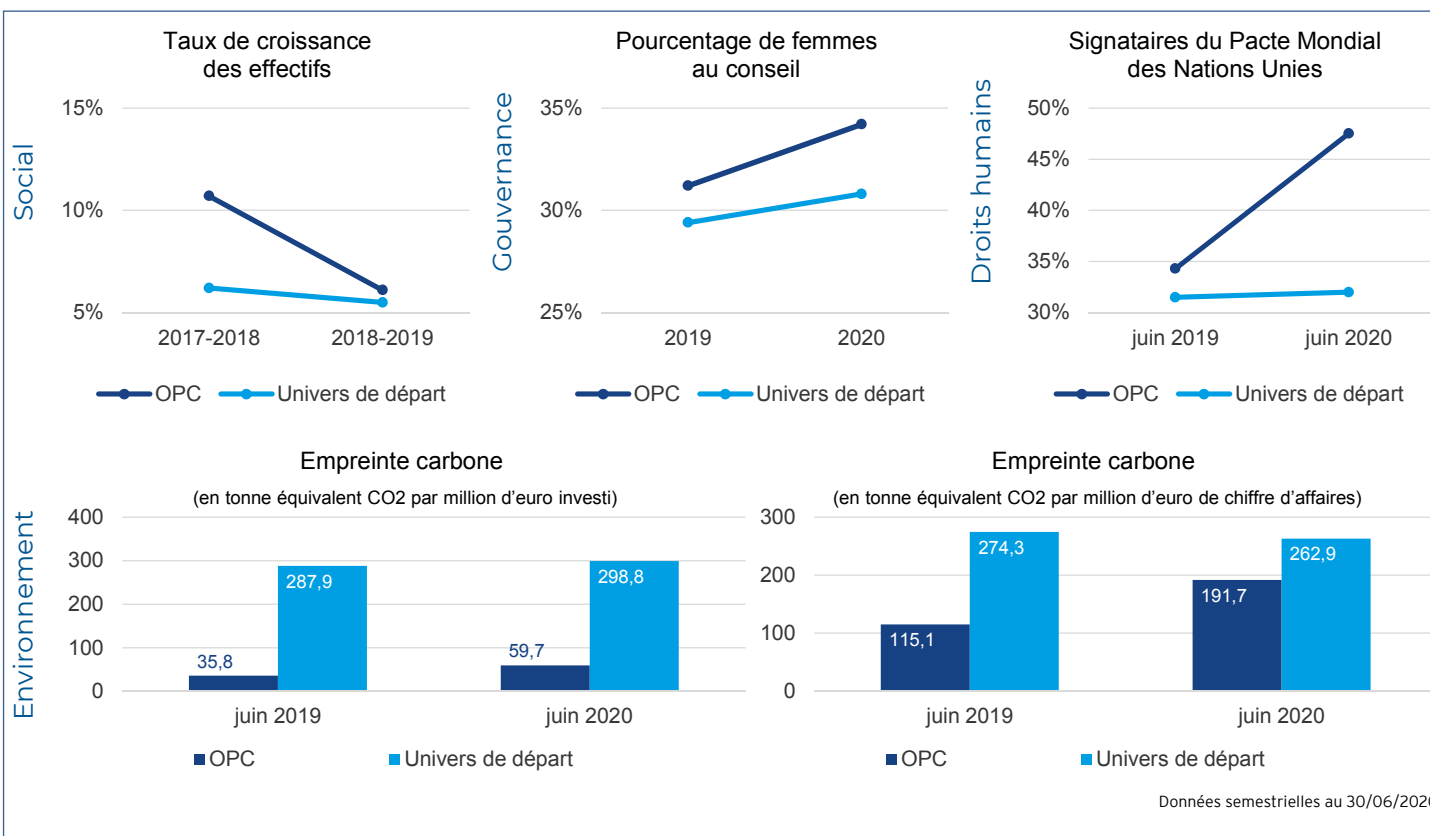 Taux de croissance
des effectifs
Social
15%
10%
5%
2017-2018
2018-2019
OPC
Univers de départ
Pourcentage de femmes
au conseil
Gouvernance
35%
30%
25%
2019
2020
OPC
Univers de départ
Signataires du Pacte Mondial
des Nations Unies
Droits humains
50%
45%
40%
35%
30%
juin 2019
juin 2020
OPC
Univers de départ
Environnement
Empreinte carbone
(en tonne équivalent CO2 par million d'euro investi)
400
300
200
100
0
35,8
287,9
59,7
298,8
juin 2019
juin 2020
OPC
Univers de départ
Empreinte carbone
(en tonne équivalent CO2 par million d'euro de chiffre d'affaires)
300
200
100
0
115,1
274,3
191,7
262,9
juin 2019
juin 2020
OPC
Univers de départ
Données semestrielles au 30/06/2020